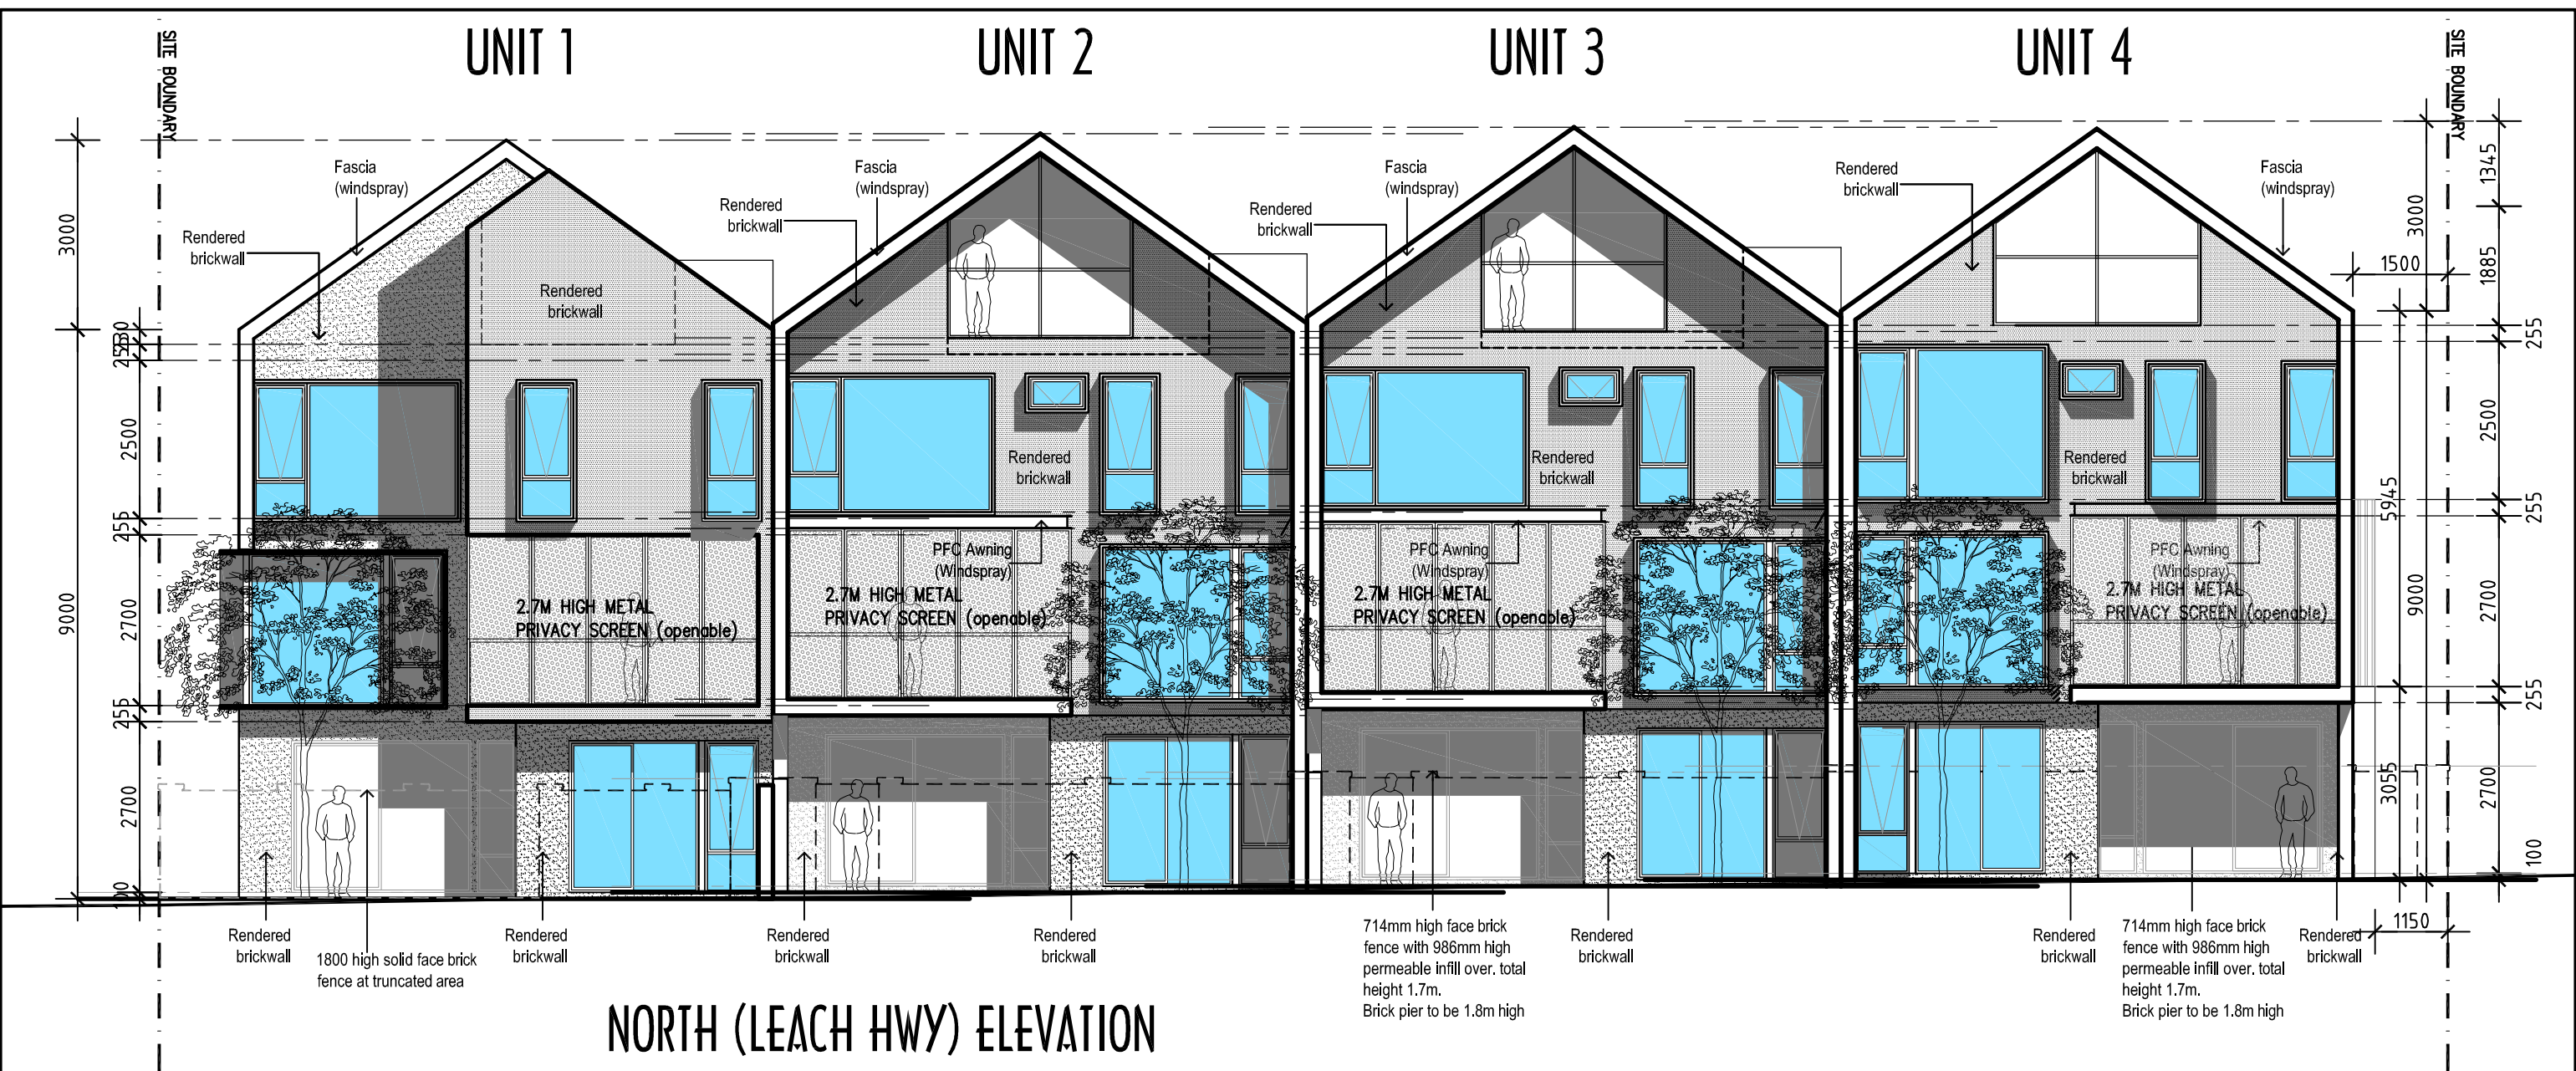 UNIT 1
UNIT 2
UNIT 3
UNIT 4
SITE BOUNDARY
SITE BOUNDARY
Fascia
(windspray)
Rendered
brickwall
Rendered
brickwall
Rendered
brickwall
Fascia
(windspray)
Rendered
brickwall
Fascia
(windspray)
Rendered
brickwall
Fascia
(windspray)
3000
9000
2500
255
2700
255
2700
3000
1345
1885
1500
255
2500
5945
255
9000
2700
255
3055
2700
100
1150
Rendered
brickwall
Rendered
brickwall
Rendered
brickwall
2.7M HIGH METAL
PRIVACY SCREEN (openable)
PFC Awning
(Windspray)
2.7M HIGH METAL
PRIVACY SCREEN (openable)
PFC Awning
(Windspray)
2.7M HIGH METAL
PRIVACY SCREEN (openable)
PFC Awning
(Windspray)
2.7M HIGH METAL
PRIVACY SCREEN (openable)
Rendered
brickwall
1800 high solid face brick
fence at truncated area
Rendered
brickwall
Rendered
brickwall
Rendered
brickwall
714mm high face brick
fence with 986mm high
permeable infill over, total
height 1.7m.
Brick pier to be 1.8m high
Rendered
brickwall
Rendered
brickwall
714mm high face brick
fence with 986mm high
permeable infill over, total
height 1.7m.
Brick pier to be 1.8m high
Rendered
brickwall
NORTH (LEACH HWY) ELEVATION